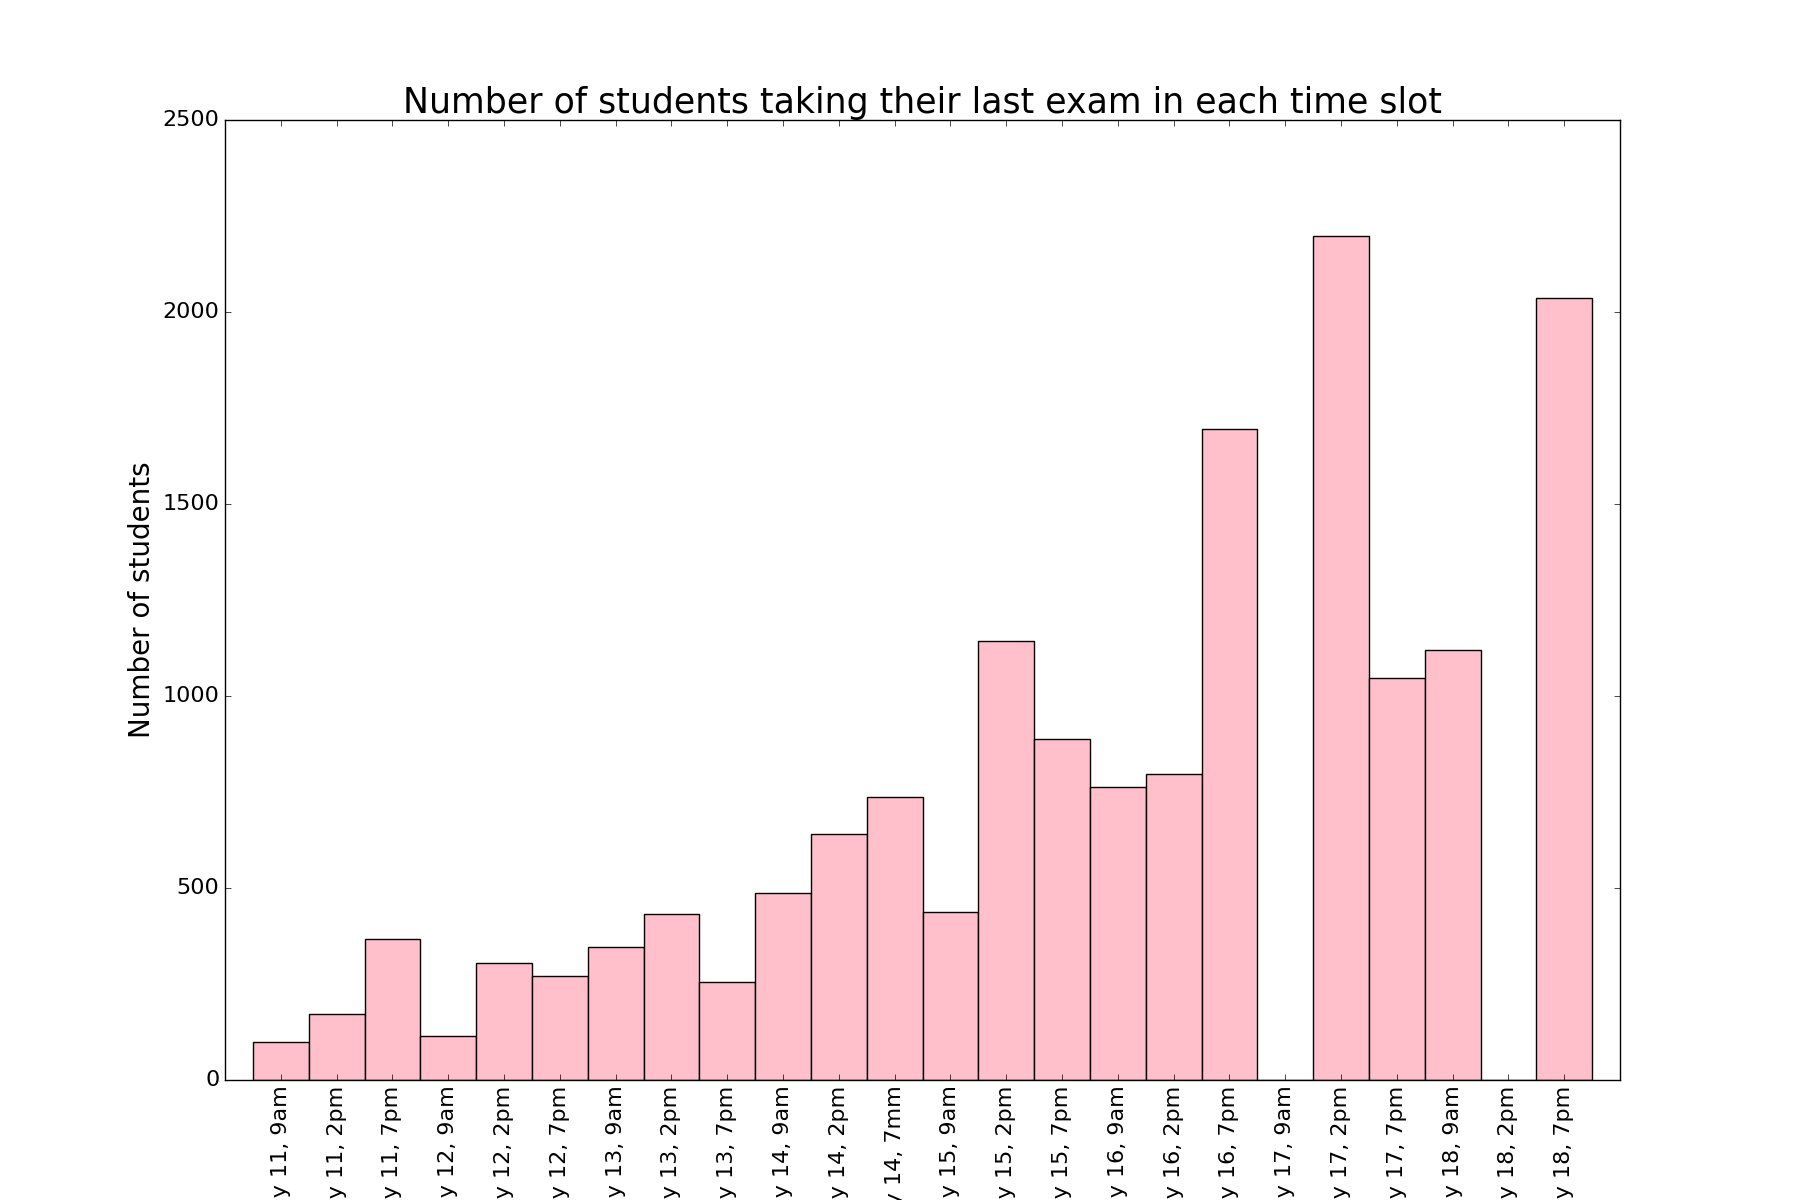 Number of students taking their last exam in each time slot
Number of students
2500
2000
1500
1000
500
0
y 11, 9am
y 11, 2pm
y 11, 7pm
y 12, 9am
y 12, 2pm
y 12, 7pm
y 13, 9am
y 13, 2pm
y 13, 7pm
y 14, 9am
y 14, 2pm
y 14, 7mm
y 15, 9am
y 15, 2pm
y 15, 7pm
y 16, 9am
y 16, 2pm
y 16, 7pm
y 17, 9am
y 17, 2pm
y 17, 7pm
y 18, 9am
y 18, 2pm
y 18, 7pm